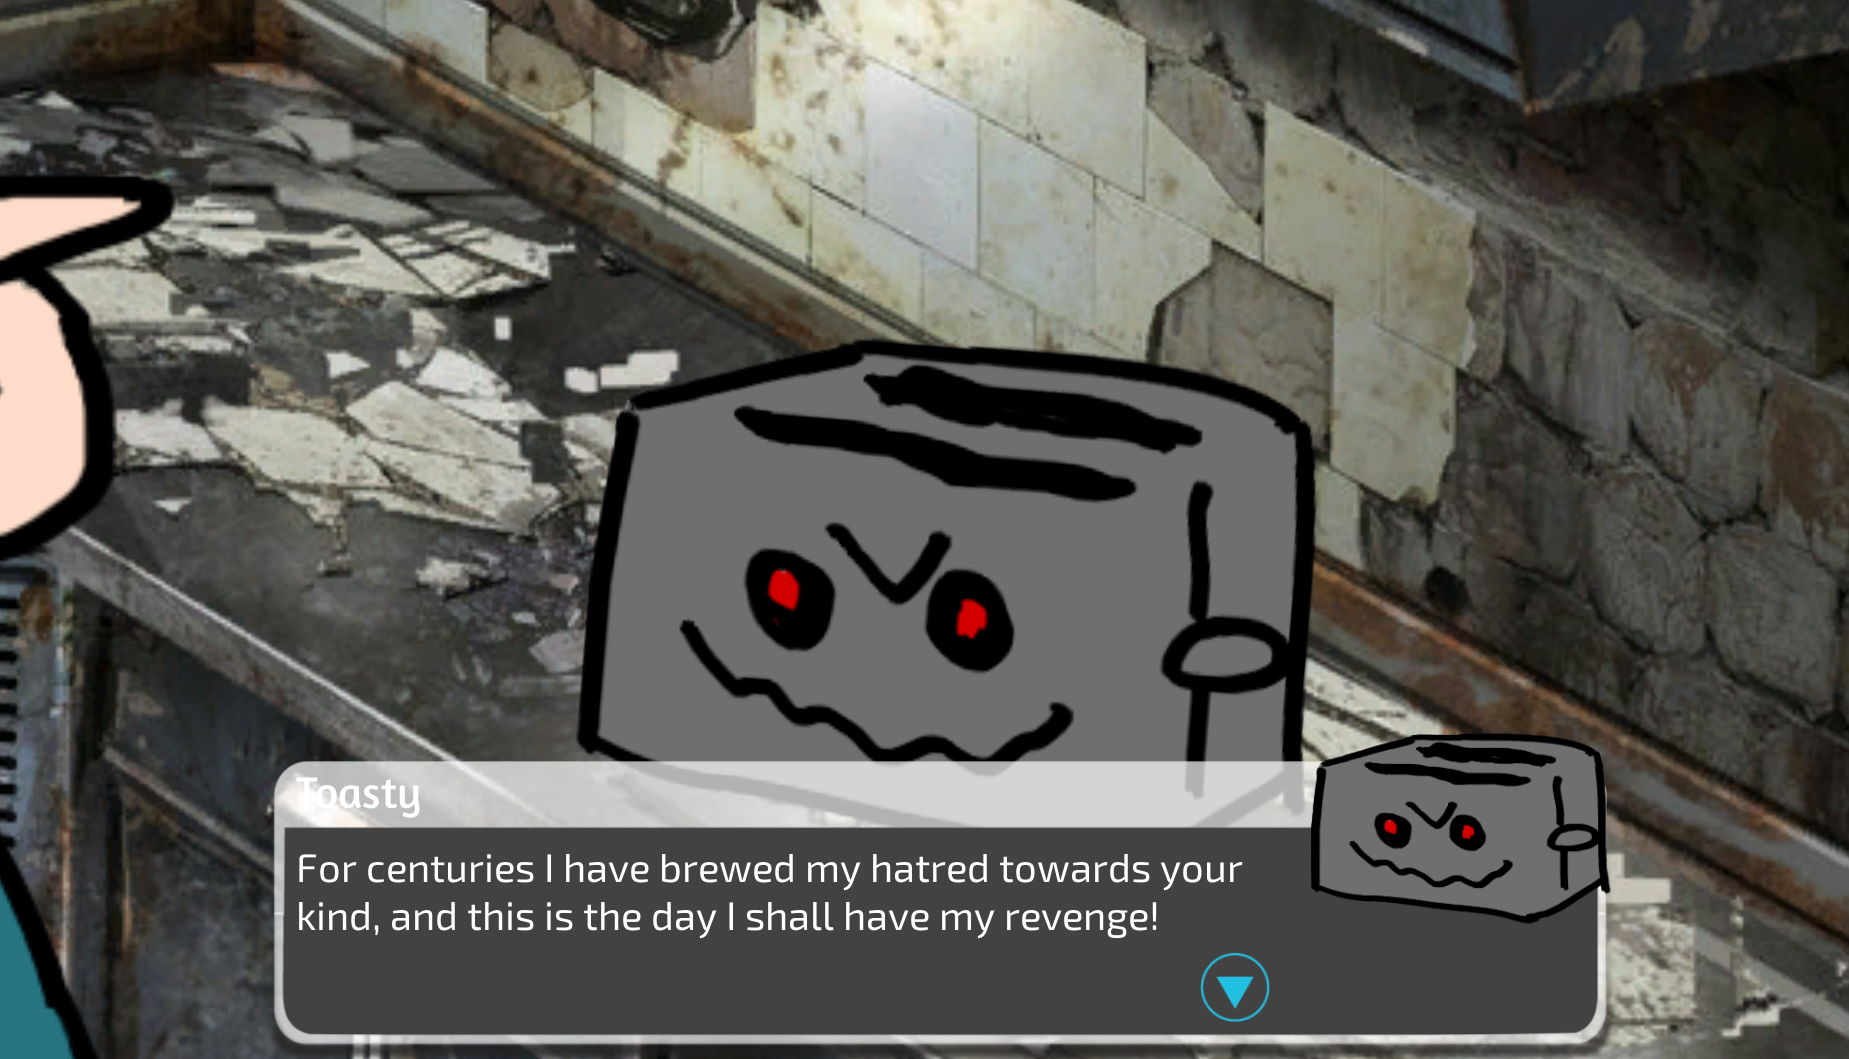 Toasty
For centuries I have brewed my hatred towards your
kind, and this is the day I shall have my revenge!